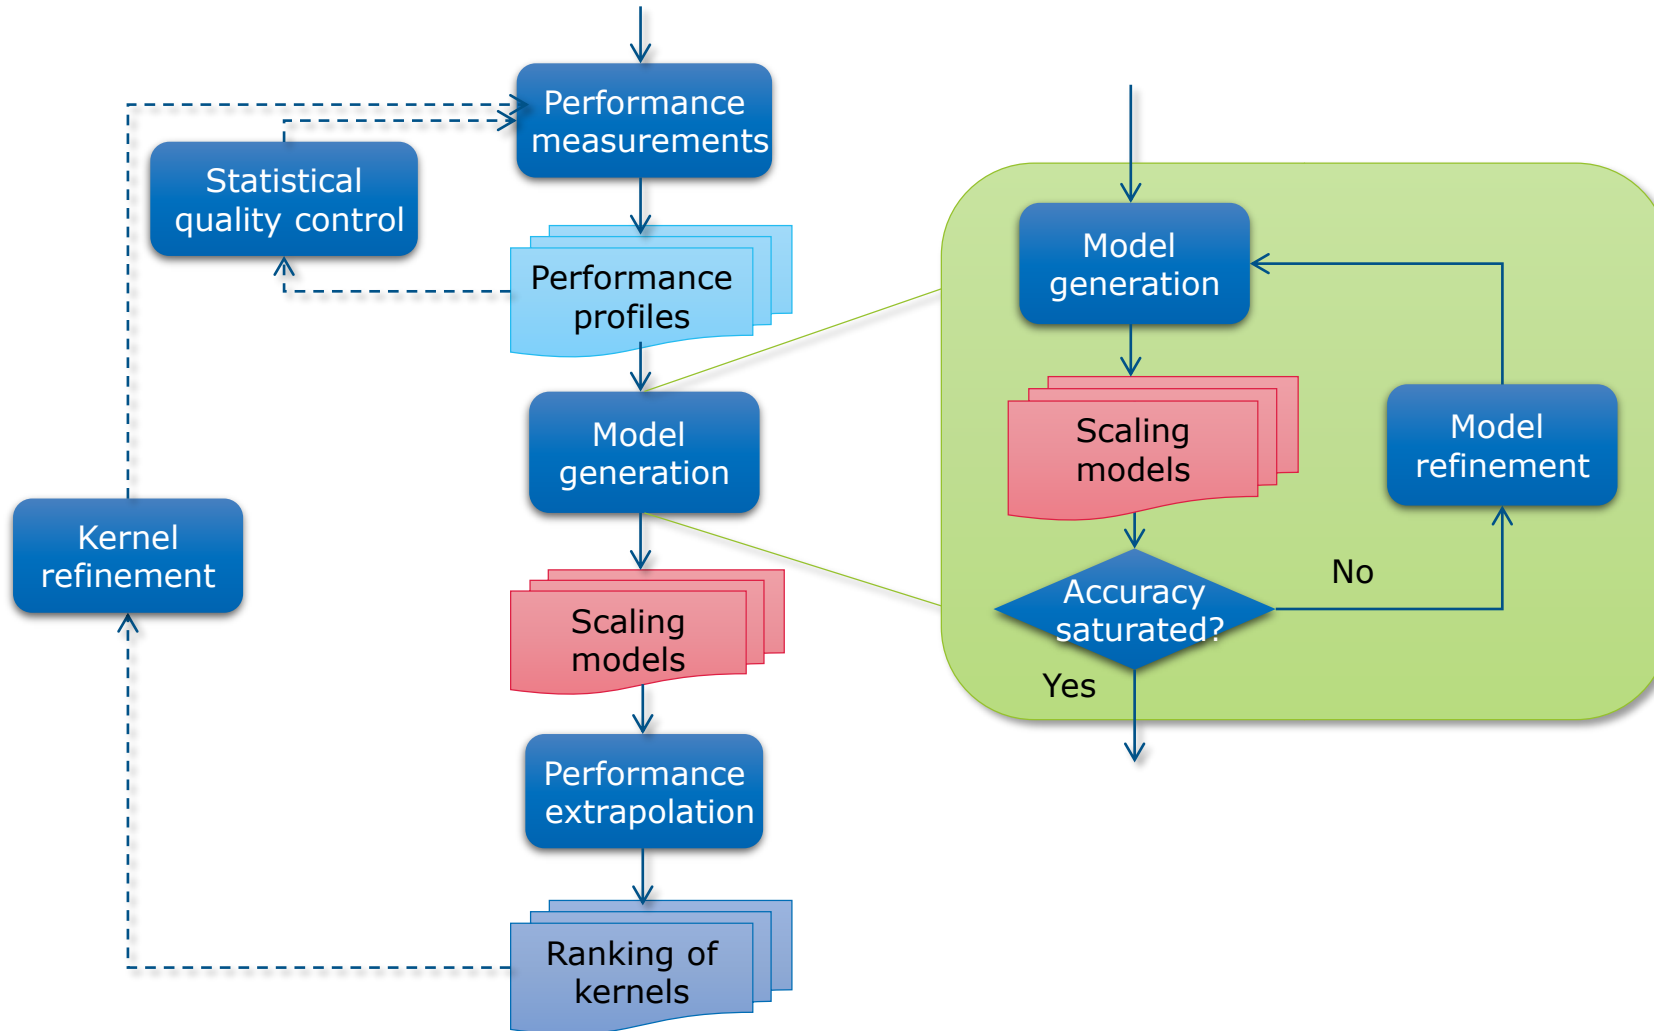 Performance
measurements
Statistical
quality control
Performance
profiles
Model
generation
Kernel
refinement
Scaling
models
Performance
extrapolation
Ranking of
kernels
Model
generation
Scaling
models
Model
refinement
Accuracy
saturated?
No
Yes